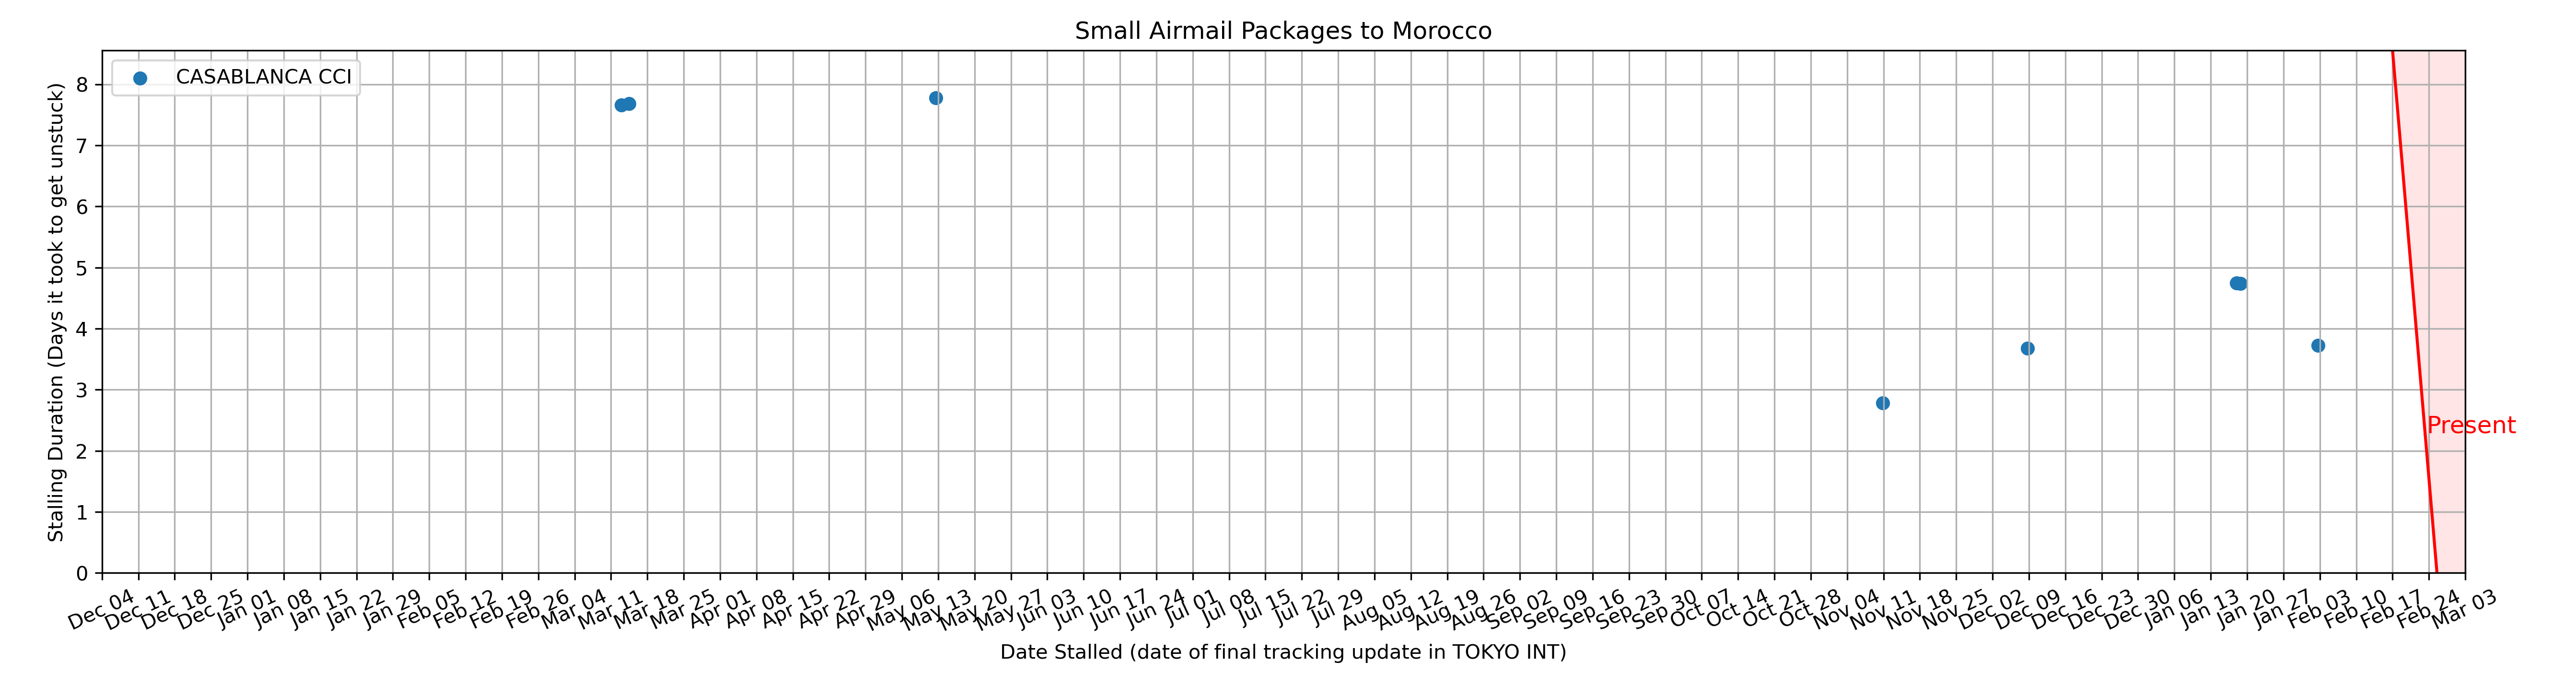 Small Airmail Packages to Morocco
CASABLANCA CCI
Stalling Duration (Days it took to get unstuck)
8
7
6
5
4
3
2
1
0
Present
Dec 04
Dec 11
Dec 18
Dec 25
Jan 01
Jan 08
Jan 15
Jan 22
Jan 29
Feb 05
Feb 12
Feb 19
Feb 26
Mar 04
Mar 11
Mar 18
Mar 25
Apr 01
Apr 08
Apr 15
Apr 22
Apr 29
May 06
May 13
May 20
May 27
Jun 03
Jun 10
Jun 17
Jun 24
Jul 01
Jul 08
Jul 15
Jul 22
Jul 29
Aug 05
Aug 12
Aug 19
Aug 26
Sep 02
Sep 09
Sep 16
Sep 23
Sep 30
Oct 07
Oct 14
Oct 21
Oct 28
Nov 04
Nov 11
Nov 18
Nov 25
Dec 02
Dec 09
Dec 16
Dec 23
Dec 30
Jan 06
Jan 13
Jan 20
Jan 27
Feb 03
Feb 10
Feb 17
Feb 24
Mar 03
Date Stalled (date of final tracking update in TOKYO INT)